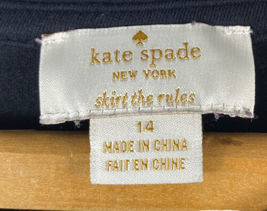 kate spade
NEW YORK
skirt the rules
14
MADE IN CHINA
FAIT EN CHINE